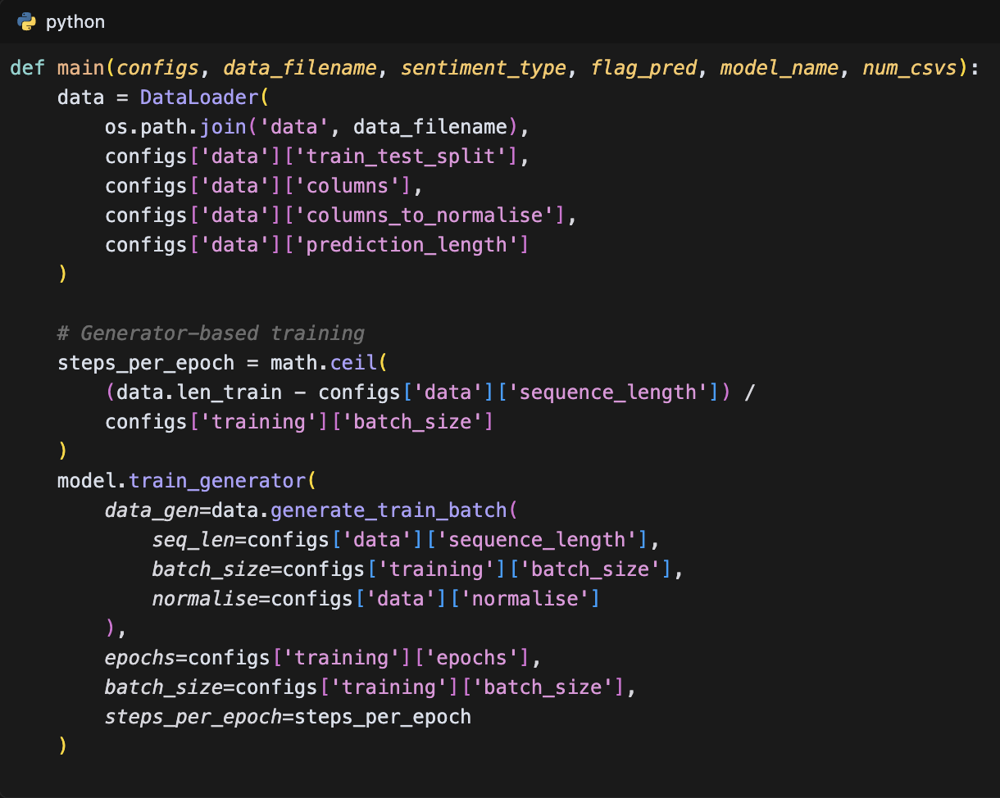 python
def main(configs, data_filename, sentiment_type, flag_pred, model_name, num_csvs):
    data = DataLoader(
        os.path.join('data', data_filename),
        configs['data']['train_test_split'],
        configs['data']['columns'],
        configs['data']['columns_to_normalise'],
        configs['data']['prediction_length']
    )

    # Generator-based training
    steps_per_epoch = math.ceil(
        (data.len_train - configs['data']['sequence_length']) /
        configs['training']['batch_size']
    )
    model.train_generator(
        data_gen=data.generate_train_batch(
            seq_len=configs['data']['sequence_length'],
            batch_size=configs['training']['batch_size'],
            normalise=configs['data']['normalise']
        ),
        epochs=configs['training']['epochs'],
        batch_size=configs['training']['batch_size'],
        steps_per_epoch=steps_per_epoch
    )